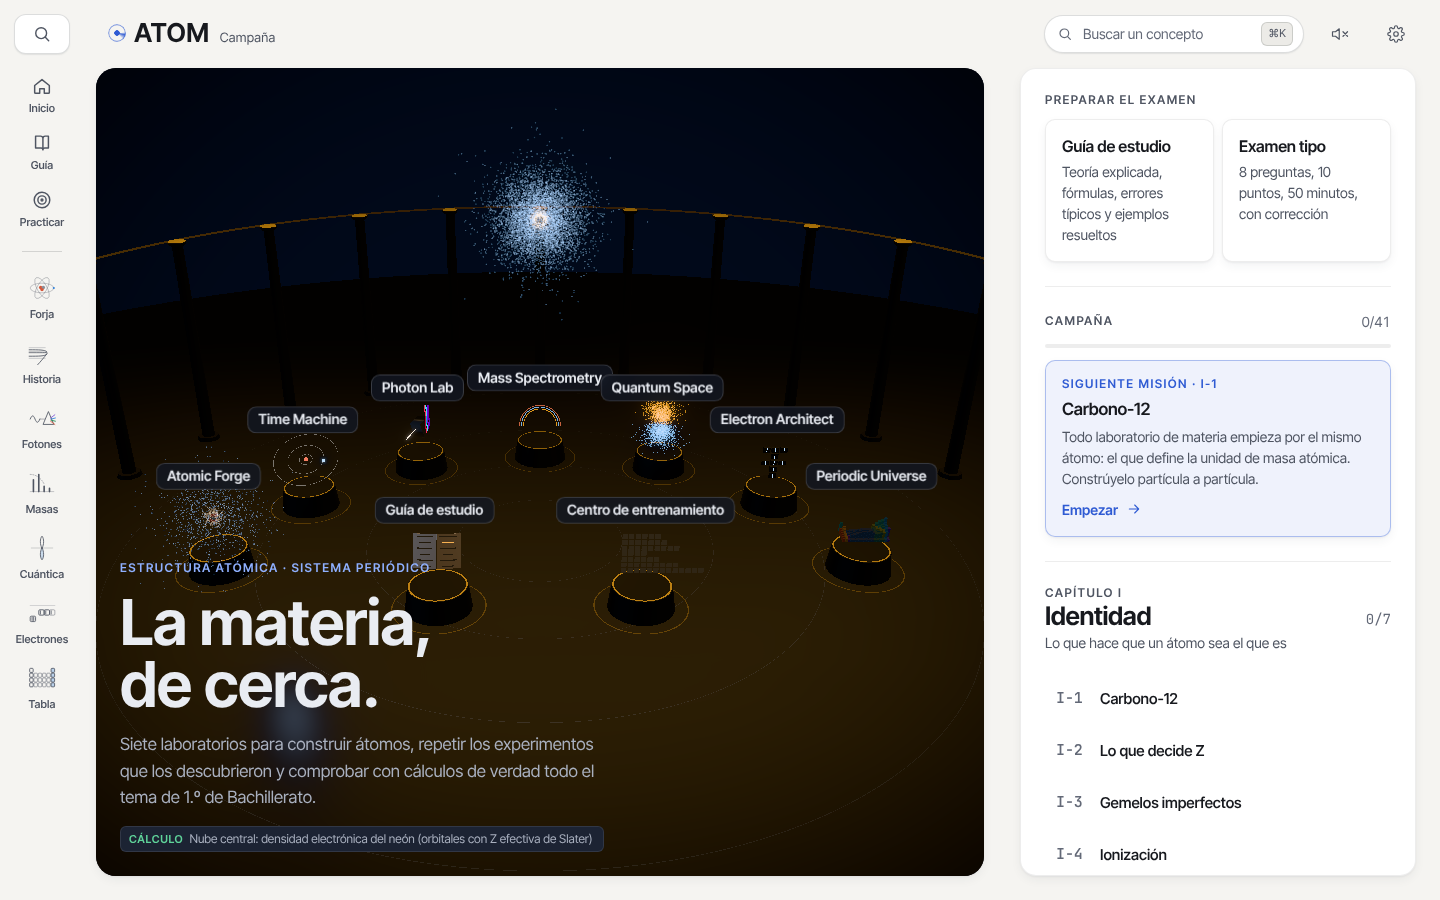 ATOM Campaña
Buscar un concepto ⌘K
Inicio
Guía
Practicar
Forja
Historia
Fotones
Masas
Cuántica
Electrones
Tabla
Mass Spectrometry
Photon Lab
Quantum Space
Time Machine
Electron Architect
Atomic Forge
Periodic Universe
Guía de estudio
Centro de entrenamiento
ESTRUCTURA ATÓMICA · SISTEMA PERIÓDICO
La materia,
de cerca.
Siete laboratorios para construir átomos, repetir los experimentos
que los descubrieron y comprobar con cálculos de verdad todo el
tema de 1.º de Bachillerato.
CÁLCULO Nube central: densidad electrónica del neón (orbitales con Z efectiva de Slater)
PREPARAR EL EXAMEN
Guía de estudio
Teoría explicada,
fórmulas, errores
típicos y ejemplos
resueltos
Examen tipo
8 preguntas, 10
puntos, 50 minutos,
con corrección
CAMPAÑA 0/41
SIGUIENTE MISIÓN · I-1
Carbono-12
Todo laboratorio de materia empieza por el mismo
átomo: el que define la unidad de masa atómica.
Constrúyelo partícula a partícula.
Empezar →
CAPÍTULO I
Identidad 0/7
Lo que hace que un átomo sea el que es
I-1 Carbono-12
I-2 Lo que decide Z
I-3 Gemelos imperfectos
I-4 Ionización